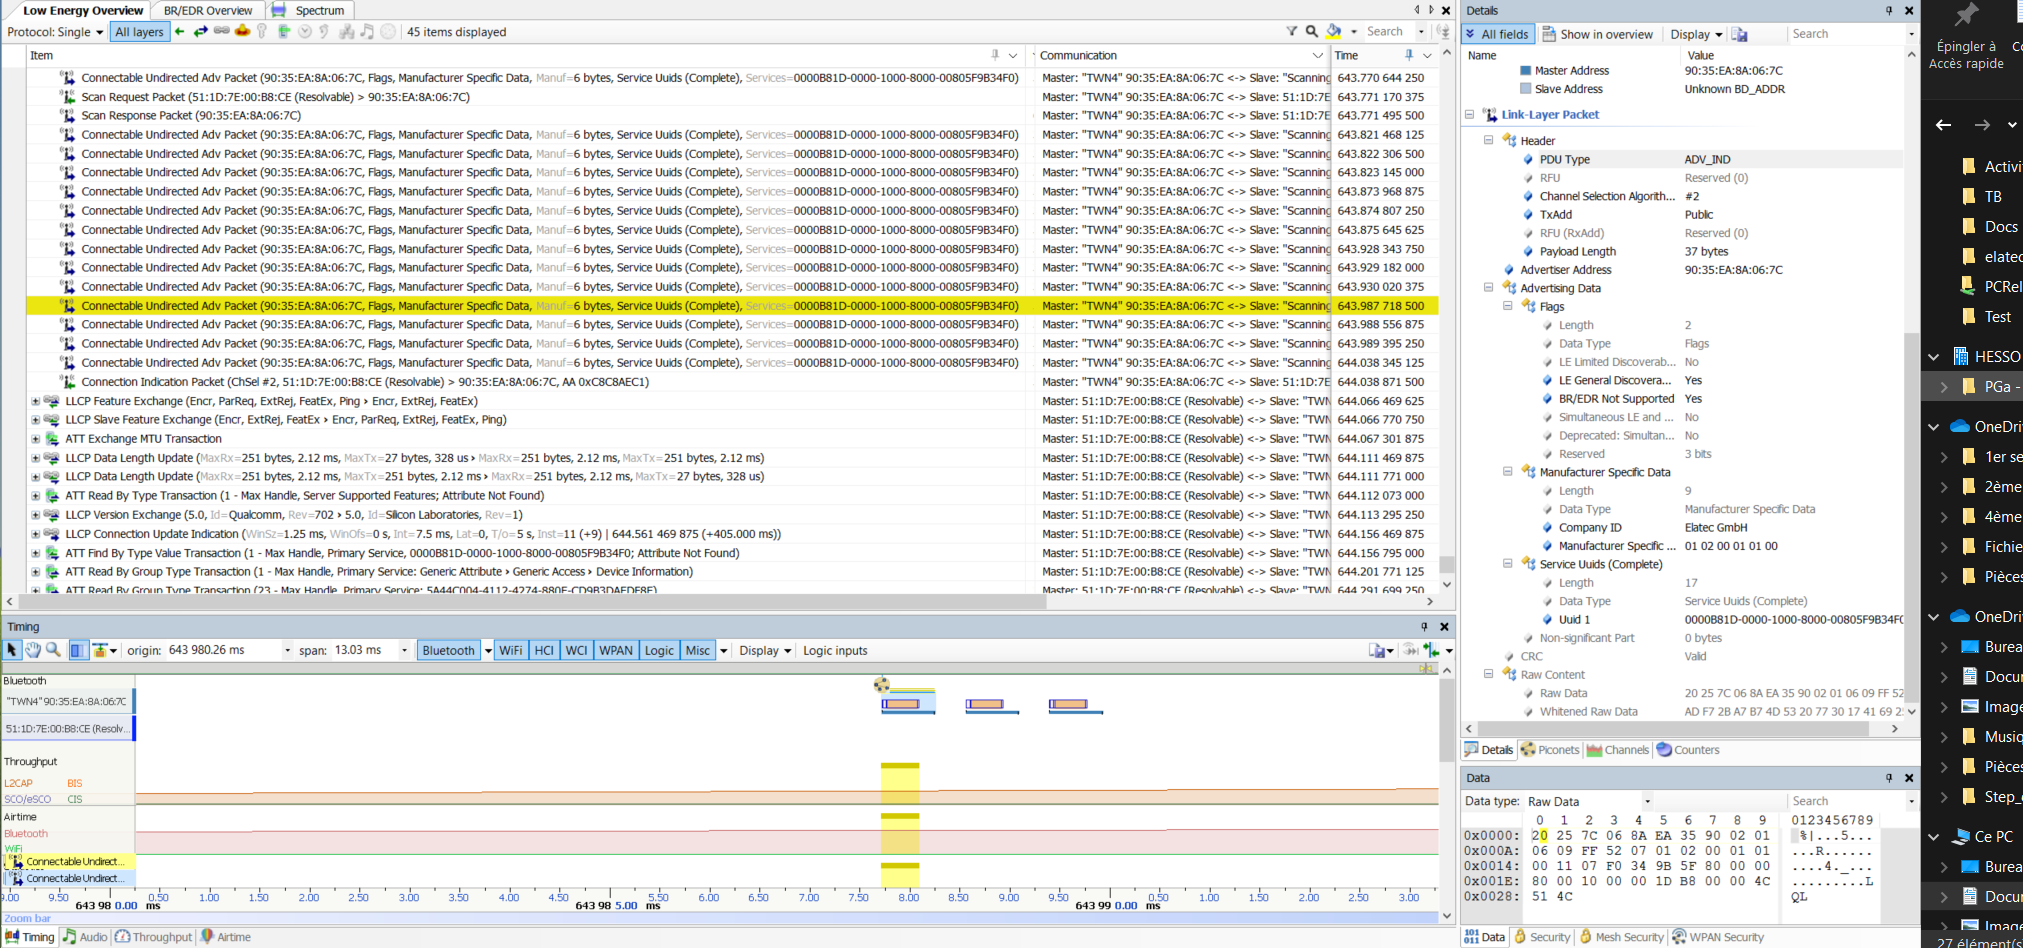 Low Energy Overview BR/EDR Overview Spectrum
Protocol: Single All layers 45 items displayed Search
Item Communication Time
Connectable Undirected Adv Packet (90:35:EA:8A:06:7C, Flags, Manufacturer Specific Data, Manuf=6 bytes, Service Uuids (Complete), Services=0000B81D-0000-1000-8000-00805F9B34F0) Master: "TWN4" 90:35:EA:8A:06:7C <-> Slave: "Scanning 643.770 644 250
Scan Request Packet (51:1D:7E:00:B8:CE (Resolvable) > 90:35:EA:8A:06:7C) Master: "TWN4" 90:35:EA:8A:06:7C <-> Slave: 51:1D:7E 643.771 170 375
Scan Response Packet (90:35:EA:8A:06:7C) Master: "TWN4" 90:35:EA:8A:06:7C <-> Slave: 51:1D:7E 643.771 495 500
Connectable Undirected Adv Packet (90:35:EA:8A:06:7C, Flags, Manufacturer Specific Data, Manuf=6 bytes, Service Uuids (Complete), Services=0000B81D-0000-1000-8000-00805F9B34F0) Master: "TWN4" 90:35:EA:8A:06:7C <-> Slave: "Scanning 643.821 468 125
Connectable Undirected Adv Packet (90:35:EA:8A:06:7C, Flags, Manufacturer Specific Data, Manuf=6 bytes, Service Uuids (Complete), Services=0000B81D-0000-1000-8000-00805F9B34F0) Master: "TWN4" 90:35:EA:8A:06:7C <-> Slave: "Scanning 643.822 306 500
Connectable Undirected Adv Packet (90:35:EA:8A:06:7C, Flags, Manufacturer Specific Data, Manuf=6 bytes, Service Uuids (Complete), Services=0000B81D-0000-1000-8000-00805F9B34F0) Master: "TWN4" 90:35:EA:8A:06:7C <-> Slave: "Scanning 643.823 145 000
Connectable Undirected Adv Packet (90:35:EA:8A:06:7C, Flags, Manufacturer Specific Data, Manuf=6 bytes, Service Uuids (Complete), Services=0000B81D-0000-1000-8000-00805F9B34F0) Master: "TWN4" 90:35:EA:8A:06:7C <-> Slave: "Scanning 643.873 968 875
Connectable Undirected Adv Packet (90:35:EA:8A:06:7C, Flags, Manufacturer Specific Data, Manuf=6 bytes, Service Uuids (Complete), Services=0000B81D-0000-1000-8000-00805F9B34F0) Master: "TWN4" 90:35:EA:8A:06:7C <-> Slave: "Scanning 643.874 807 250
Connectable Undirected Adv Packet (90:35:EA:8A:06:7C, Flags, Manufacturer Specific Data, Manuf=6 bytes, Service Uuids (Complete), Services=0000B81D-0000-1000-8000-00805F9B34F0) Master: "TWN4" 90:35:EA:8A:06:7C <-> Slave: "Scanning 643.875 645 625
Connectable Undirected Adv Packet (90:35:EA:8A:06:7C, Flags, Manufacturer Specific Data, Manuf=6 bytes, Service Uuids (Complete), Services=0000B81D-0000-1000-8000-00805F9B34F0) Master: "TWN4" 90:35:EA:8A:06:7C <-> Slave: "Scanning 643.928 343 750
Connectable Undirected Adv Packet (90:35:EA:8A:06:7C, Flags, Manufacturer Specific Data, Manuf=6 bytes, Service Uuids (Complete), Services=0000B81D-0000-1000-8000-00805F9B34F0) Master: "TWN4" 90:35:EA:8A:06:7C <-> Slave: "Scanning 643.929 182 000
Connectable Undirected Adv Packet (90:35:EA:8A:06:7C, Flags, Manufacturer Specific Data, Manuf=6 bytes, Service Uuids (Complete), Services=0000B81D-0000-1000-8000-00805F9B34F0) Master: "TWN4" 90:35:EA:8A:06:7C <-> Slave: "Scanning 643.930 020 375
Connectable Undirected Adv Packet (90:35:EA:8A:06:7C, Flags, Manufacturer Specific Data, Manuf=6 bytes, Service Uuids (Complete), Services=0000B81D-0000-1000-8000-00805F9B34F0) Master: "TWN4" 90:35:EA:8A:06:7C <-> Slave: "Scanning 643.987 718 500
Connectable Undirected Adv Packet (90:35:EA:8A:06:7C, Flags, Manufacturer Specific Data, Manuf=6 bytes, Service Uuids (Complete), Services=0000B81D-0000-1000-8000-00805F9B34F0) Master: "TWN4" 90:35:EA:8A:06:7C <-> Slave: "Scanning 643.988 556 875
Connectable Undirected Adv Packet (90:35:EA:8A:06:7C, Flags, Manufacturer Specific Data, Manuf=6 bytes, Service Uuids (Complete), Services=0000B81D-0000-1000-8000-00805F9B34F0) Master: "TWN4" 90:35:EA:8A:06:7C <-> Slave: "Scanning 643.989 395 250
Connectable Undirected Adv Packet (90:35:EA:8A:06:7C, Flags, Manufacturer Specific Data, Manuf=6 bytes, Service Uuids (Complete), Services=0000B81D-0000-1000-8000-00805F9B34F0) Master: "TWN4" 90:35:EA:8A:06:7C <-> Slave: "Scanning 644.038 345 125
Connection Indication Packet (ChSel #2, 51:1D:7E:00:B8:CE (Resolvable) > 90:35:EA:8A:06:7C, AA 0xC8C8AEC1) Master: "TWN4" 90:35:EA:8A:06:7C <-> Slave: 51:1D:7E 644.038 871 500
LLCP Feature Exchange (Encr, ParReq, ExtRej, FeatEx, Ping > Encr, ExtRej, FeatEx) Master: 51:1D:7E:00:B8:CE (Resolvable) <-> Slave: "TWN 644.066 469 625
LLCP Slave Feature Exchange (Encr, ExtRej, FeatEx > Encr, ParReq, ExtRej, FeatEx, Ping) Master: 51:1D:7E:00:B8:CE (Resolvable) <-> Slave: "TWN 644.066 770 750
ATT Exchange MTU Transaction Master: 51:1D:7E:00:B8:CE (Resolvable) <-> Slave: "TWN 644.067 301 875
LLCP Data Length Update (MaxRx=251 bytes, 2.12 ms, MaxTx=27 bytes, 328 us > MaxRx=251 bytes, 2.12 ms, MaxTx=251 bytes, 2.12 ms) Master: 51:1D:7E:00:B8:CE (Resolvable) <-> Slave: "TWN 644.111 469 875
LLCP Data Length Update (MaxRx=251 bytes, 2.12 ms, MaxTx=251 bytes, 2.12 ms > MaxRx=251 bytes, 2.12 ms, MaxTx=27 bytes, 328 us) Master: 51:1D:7E:00:B8:CE (Resolvable) <-> Slave: "TWN 644.111 771 000
ATT Read By Type Transaction (1 - Max Handle, Server Supported Features; Attribute Not Found) Master: 51:1D:7E:00:B8:CE (Resolvable) <-> Slave: "TWN 644.112 073 000
LLCP Version Exchange (5.0, Id=Qualcomm, Rev=702 > 5.0, Id=Silicon Laboratories, Rev=1) Master: 51:1D:7E:00:B8:CE (Resolvable) <-> Slave: "TWN 644.113 295 250
LLCP Connection Update Indication (WinSz=1.25 ms, WinOfs=0 s, Int=7.5 ms, Lat=0, T/o=5 s, Inst=11 (+9) | 644.561 469 875 (+405.000 ms)) Master: 51:1D:7E:00:B8:CE (Resolvable) <-> Slave: "TWN 644.156 469 875
ATT Find By Type Value Transaction (1 - Max Handle, Primary Service, 0000B81D-0000-1000-8000-00805F9B34F0; Attribute Not Found) Master: 51:1D:7E:00:B8:CE (Resolvable) <-> Slave: "TWN 644.156 795 000
ATT Read By Group Type Transaction (1 - Max Handle, Primary Service: Generic Attribute > Generic Access > Device Information) Master: 51:1D:7E:00:B8:CE (Resolvable) <-> Slave: "TWN 644.201 771 125
ATT Read By Group Type Transaction (23 - Max Handle, Primary Service: 5A44C004-4112-4274-880E-CD9B3DAEDF8E) Master: 51:1D:7E:00:B8:CE (Resolvable) <-> Slave: "TWN 644.291 699 250
Timing
origin: 643 980.26 ms span: 13.03 ms Bluetooth WiFi HCI WCI WPAN Logic Misc Display Logic inputs
Bluetooth
"TWN4" 90:35:EA:8A:06:7C
51:1D:7E:00:B8:CE (Resolv...
Throughput
L2CAP BIS
SCO/eSCO CIS
Airtime
Bluetooth
WiFi
Connectable Undirect...
Connectable Undirect...
9.00 9.50 0.50 1.00 1.50 2.00 2.50 3.00 3.50 4.00 4.50 5.50 6.00 6.50 7.00 7.50 8.00 8.50 9.00 9.50 0.50 1.00 1.50 2.00 2.50 3.00
643 98 0.00 ms 643 98 5.00 ms 643 99 0.00 ms
Zoom bar
Timing Audio Throughput Airtime
Details
All fields Show in overview Display Search
Name Value
Master Address 90:35:EA:8A:06:7C
Slave Address Unknown BD_ADDR
Link-Layer Packet
Header
PDU Type ADV_IND
RFU Reserved (0)
Channel Selection Algorith... #2
TxAdd Public
RFU (RxAdd) Reserved (0)
Payload Length 37 bytes
Advertiser Address 90:35:EA:8A:06:7C
Advertising Data
Flags
Length 2
Data Type Flags
LE Limited Discoverab... No
LE General Discovera... Yes
BR/EDR Not Supported Yes
Simultaneous LE and ... No
Deprecated: Simultan... No
Reserved 3 bits
Manufacturer Specific Data
Length 9
Data Type Manufacturer Specific Data
Company ID Elatec GmbH
Manufacturer Specific ... 01 02 00 01 01 00
Service Uuids (Complete)
Length 17
Data Type Service Uuids (Complete)
Uuid 1 0000B81D-0000-1000-8000-00805F9B34F0
Non-significant Part 0 bytes
CRC Valid
Raw Content
Raw Data 20 25 7C 06 8A EA 35 90 02 01 06 09 FF 52
Whitened Raw Data AD F7 2B A7 B7 4D 53 20 77 30 17 41 69 2
Details Piconets Channels Counters
Data
Data type: Raw Data Search
0 1 2 3 4 5 6 7 8 9 0123456789
0x0000: 20 25 7C 06 8A EA 35 90 02 01 %|...5...
0x000A: 06 09 FF 52 07 01 02 00 01 01 ...R......
0x0014: 00 11 07 F0 34 9B 5F 80 00 00 ....4._...
0x001E: 80 00 10 00 00 1D B8 00 00 4C .........L
0x0028: 51 4C QL
Data Security Mesh Security WPAN Security
Épingler à
Accès rapide
Activi
TB
Docs
elatec
PCRel
Test
HESSO
PGa -
OneDri
1er se
2ème
4ème
Fichie
Pièces
OneDri
Burea
Docu
Image
Musiq
Pièces
Step_
Ce PC
Burea
Docu
Image
27 élément(s